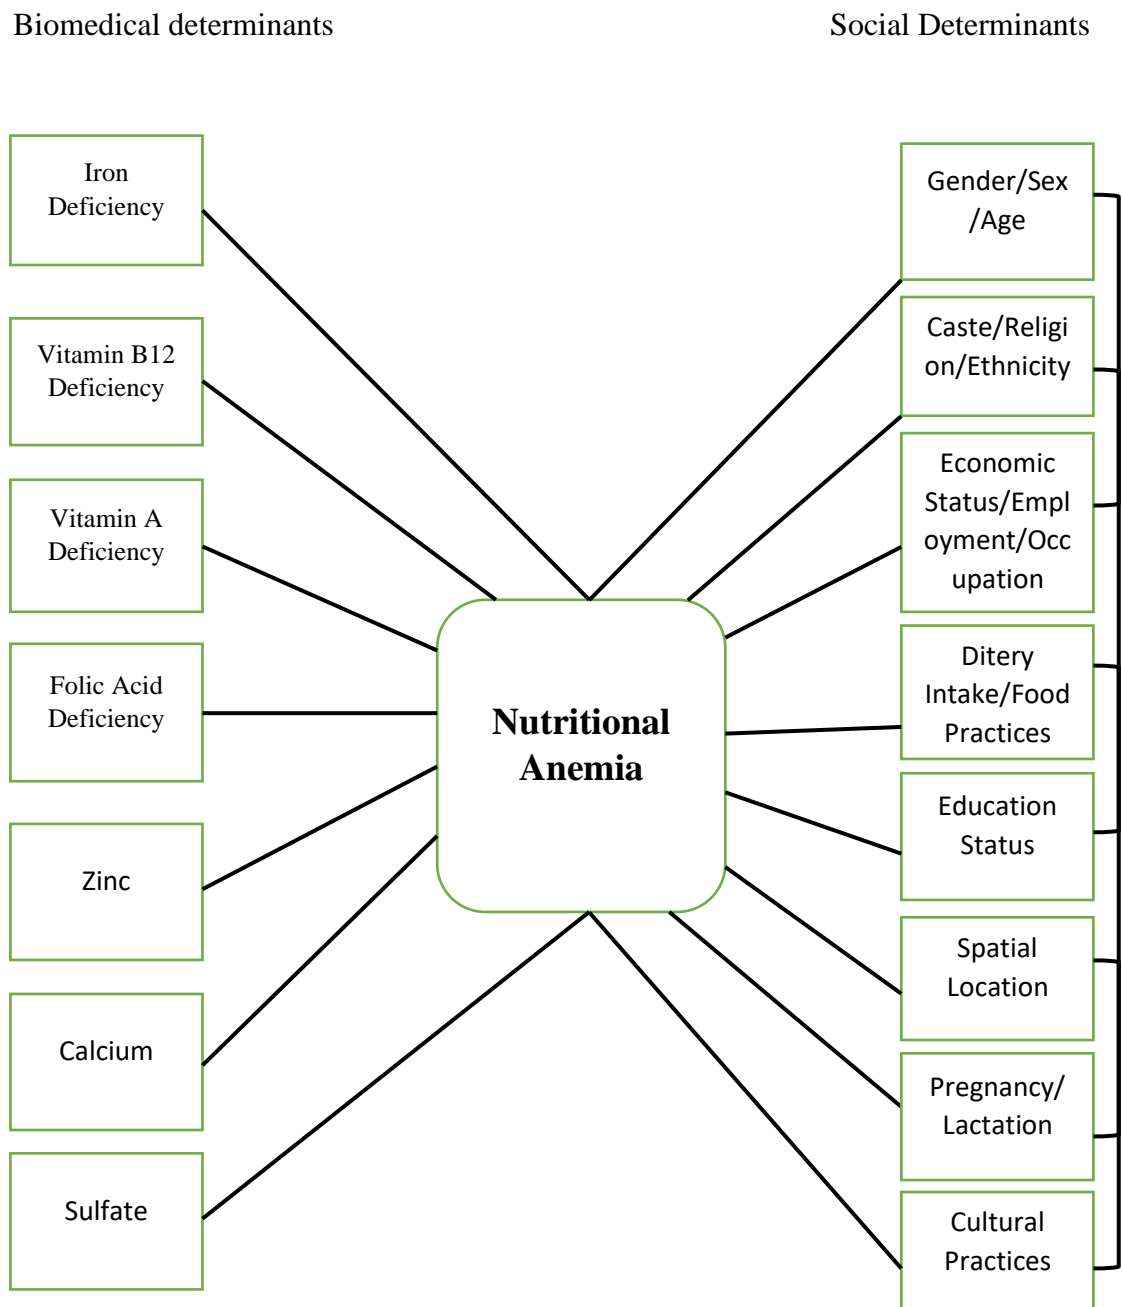 Biomedical determinants
Social Determinants
Iron
Deficiency
Vitamin B12
Deficiency
Vitamin A
Deficiency
Folic Acid
Deficiency
Zinc
Calcium
Sulfate
Nutritional
Anemia
Gender/Sex
/Age
Caste/Religi
on/Ethnicity
Economic
Status/Empl
oyment/Occ
upation
Ditery
Intake/Food
Practices
Education
Status
Spatial
Location
Pregnancy/
Lactation
Cultural
Practices